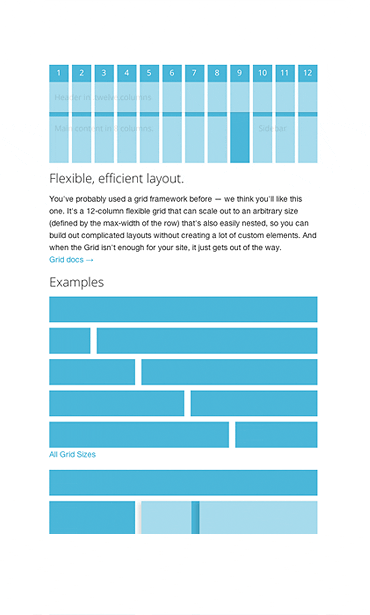 1 2 3 4 5 6 7 8 9 10 11 12
Header in twelve columns.
Main content in 8 columns. Sidebar
Flexible, efficient layout.
You've probably used a grid framework before — we think you'll like this
one. It's a 12-column flexible grid that can scale out to an arbitrary size
(defined by the max-width of the row) that's also easily nested, so you can
build out complicated layouts without creating a lot of custom elements. And
when the Grid isn't enough for your site, it just gets out of the way.
Grid docs →
Examples
All Grid Sizes